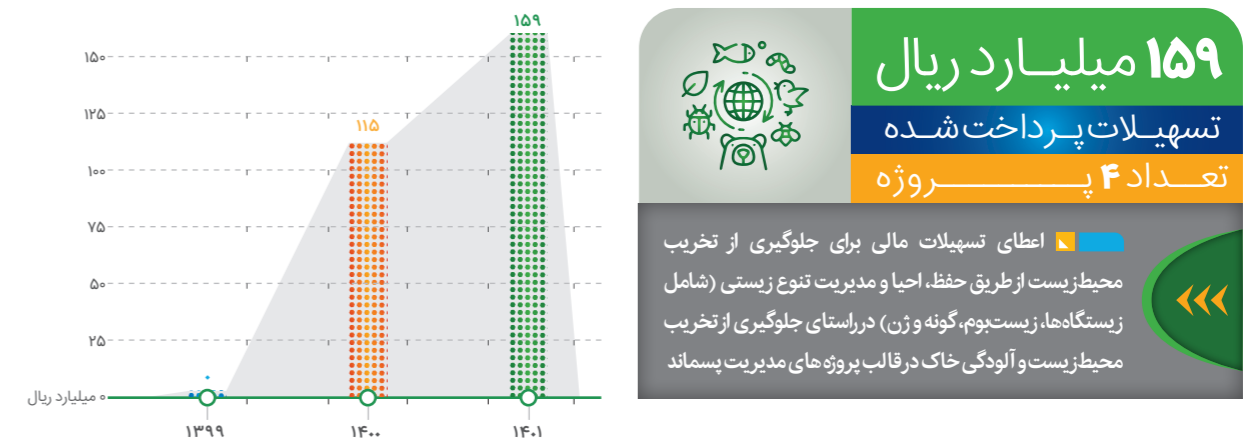 ۱۵۹ میلیارد ریال
تسهیلات پرداخت شده
تعداد ۴ پروژه
اعطای تسهیلات مالی برای جلوگیری از تخریب
محیط‌زیست از طریق حفظ، احیا و مدیریت تنوع زیستی (شامل
زیستگاه‌ها، زیست‌بوم، گونه و ژن) در راستای جلوگیری از تخریب
محیط‌زیست و آلودگی خاک در قالب پروژه‌های مدیریت پسماند
۱۵۹
۱۵۰
۱۲۵
۱۱۵
۱۰۰
۷۵
۵۰
۲۵
۰
۰ میلیارد ریال
۱۳۹۹
۱۴۰۰
۱۴۰۱